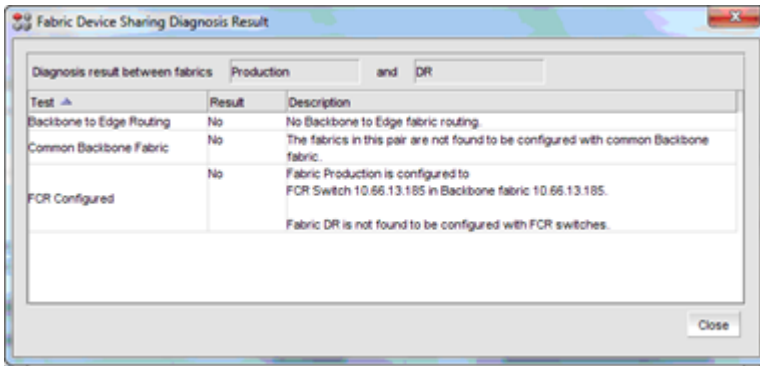 Fabric Device Sharing Diagnosis Result
Diagnosis result between fabrics Production and DR
Test Result Description
Backbone to Edge Routing No No Backbone to Edge fabric routing.
Common Backbone Fabric No The fabrics in this pair are not found to be configured with common Backbone
fabric.
FCR Configured No Fabric Production is configured to
FCR Switch 10.66.13.185 in Backbone fabric 10.66.13.185.
Fabric DR is not found to be configured with FCR switches.
Close